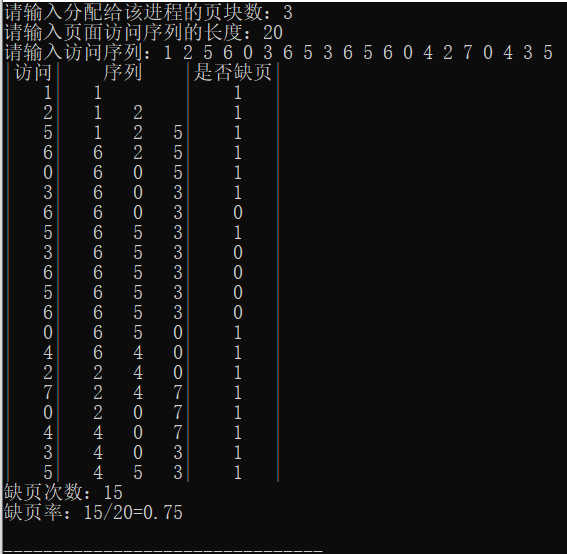 请输入分配给该进程的页块数：3
请输入页面访问序列的长度：20
请输入访问序列：1 2 5 6 0 3 6 5 3 6 5 6 0 4 2 7 0 4 3 5
|访问| 序列 |是否缺页|
| 1| 1 | 1 |
| 2| 1 2 | 1 |
| 5| 1 2 5| 1 |
| 6| 6 2 5| 1 |
| 0| 6 0 5| 1 |
| 3| 6 0 3| 1 |
| 6| 6 0 3| 0 |
| 5| 6 5 3| 1 |
| 3| 6 5 3| 0 |
| 6| 6 5 3| 0 |
| 5| 6 5 3| 0 |
| 6| 6 5 3| 0 |
| 0| 6 5 0| 1 |
| 4| 6 4 0| 1 |
| 2| 2 4 0| 1 |
| 7| 2 4 7| 1 |
| 0| 2 0 7| 1 |
| 4| 4 0 7| 1 |
| 3| 4 0 3| 1 |
| 5| 4 5 3| 1 |
缺页次数：15
缺页率：15/20=0.75
--------------------------------